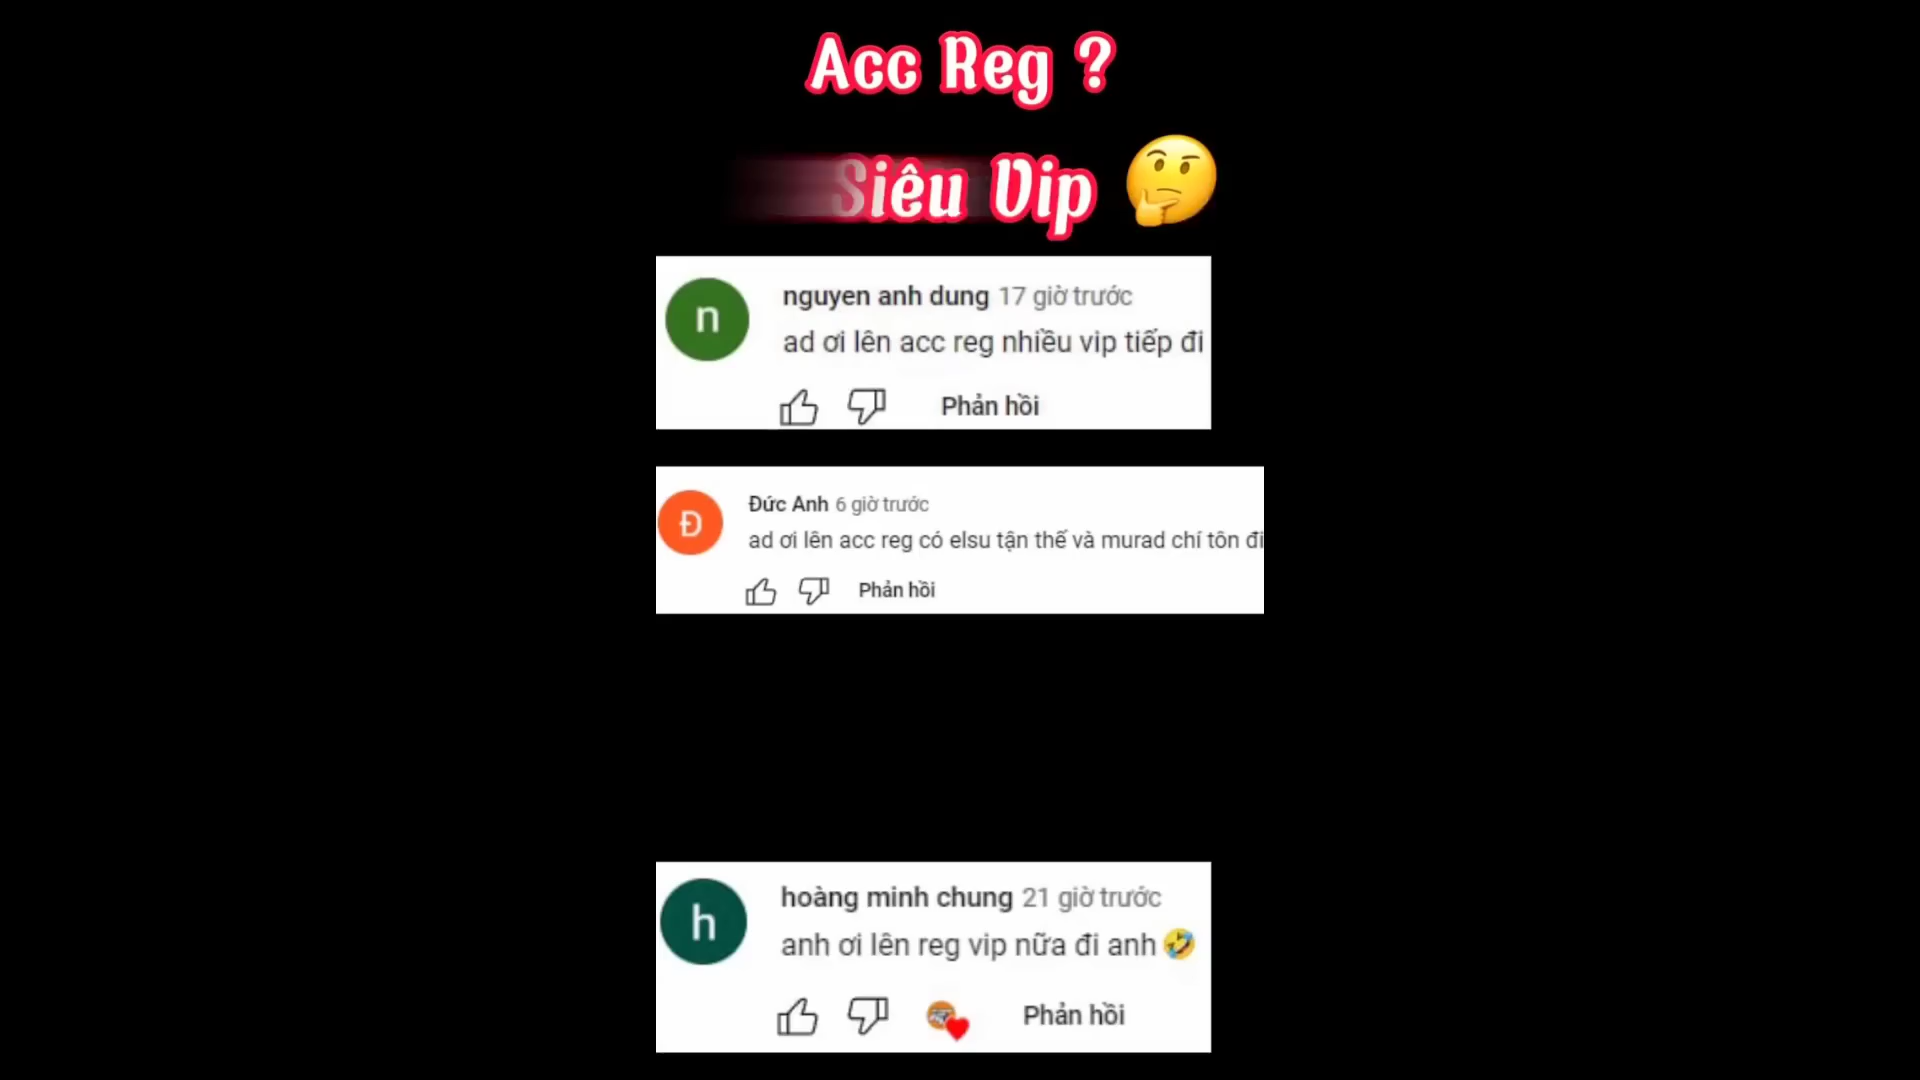 Acc Reg ?
Siêu Vip 🤔
n
nguyen anh dung 17 giờ trước
ad ơi lên acc reg nhiều vip tiếp đi
Phản hồi
Đ
Đức Anh 6 giờ trước
ad ơi lên acc reg có elsu tận thế và murad chí tôn đi
Phản hồi
h
hoàng minh chung 21 giờ trước
anh ơi lên reg vip nữa đi anh 🤣
Phản hồi